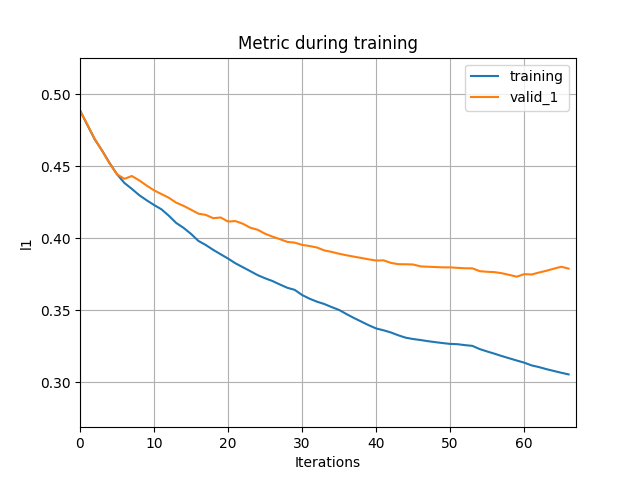 Metric during training
training
valid_1
0.50
0.45
0.40
0.35
0.30
l1
0 10 20 30 40 50 60
Iterations